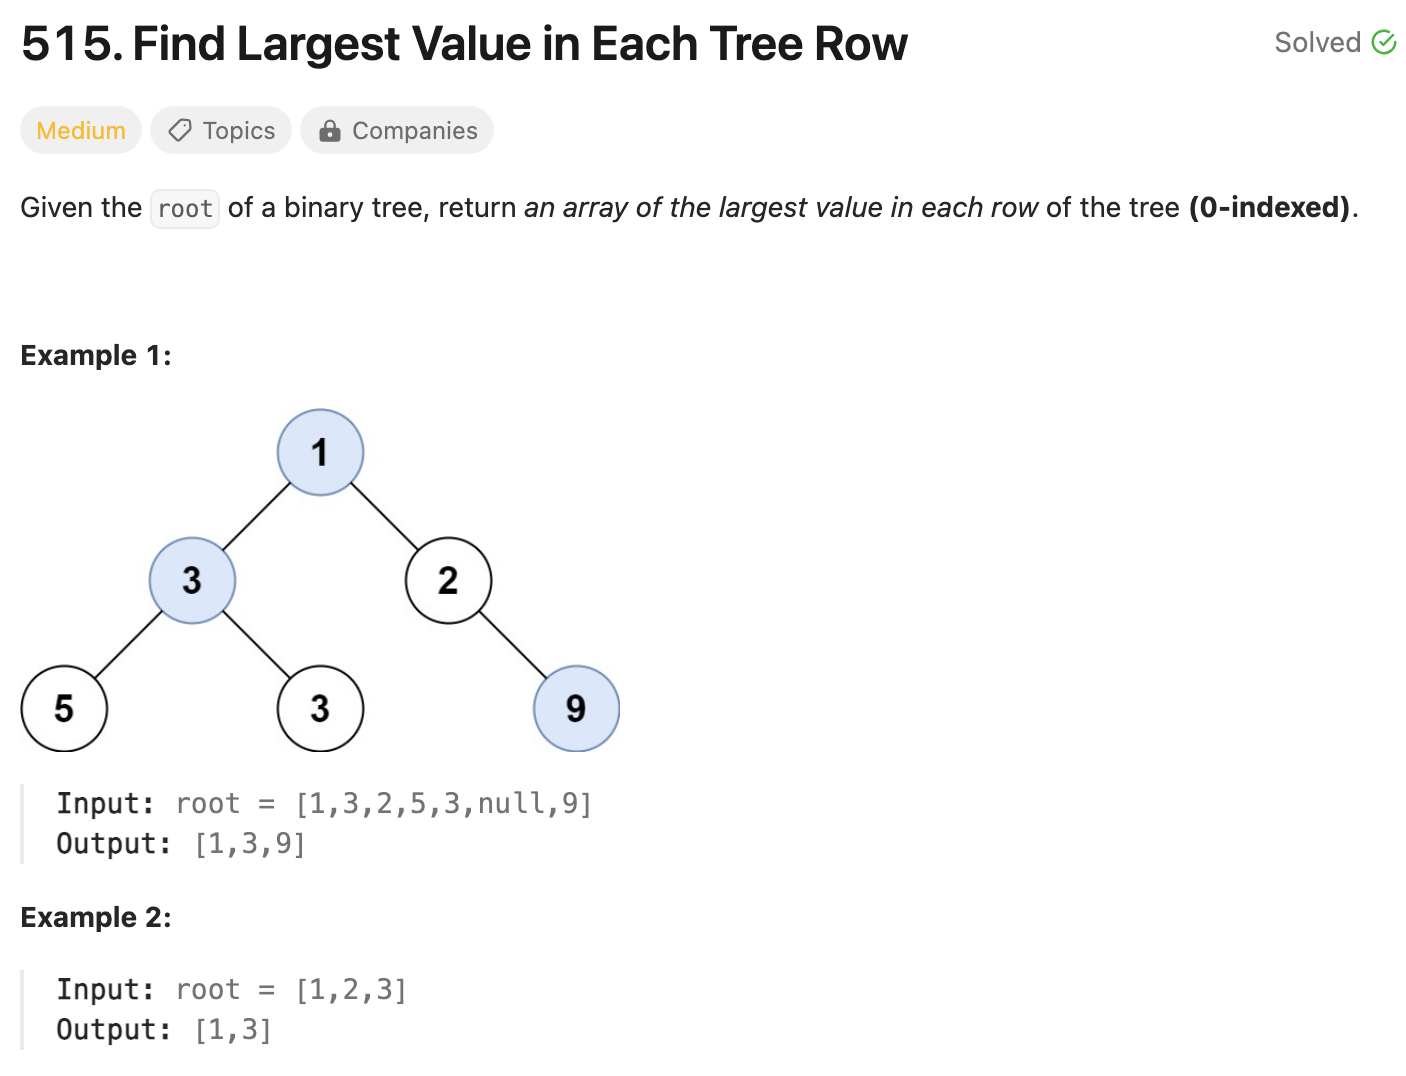 515. Find Largest Value in Each Tree Row
Solved
Medium Topics Companies
Given the root of a binary tree, return an array of the largest value in each row of the tree (0-indexed).
Example 1:
1
3 2
5 3 9
Input: root = [1,3,2,5,3,null,9]
Output: [1,3,9]
Example 2:
Input: root = [1,2,3]
Output: [1,3]